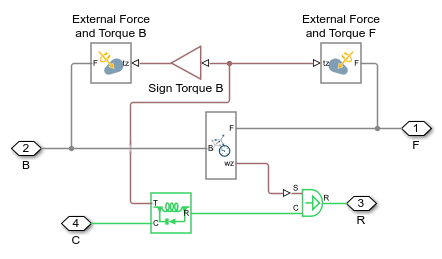 External Force
and Torque B
External Force
and Torque F
F
tz
tz
F
Sign Torque B
F
B
wz
1
F
2
B
S
C
R
3
R
T
C
R
4
C